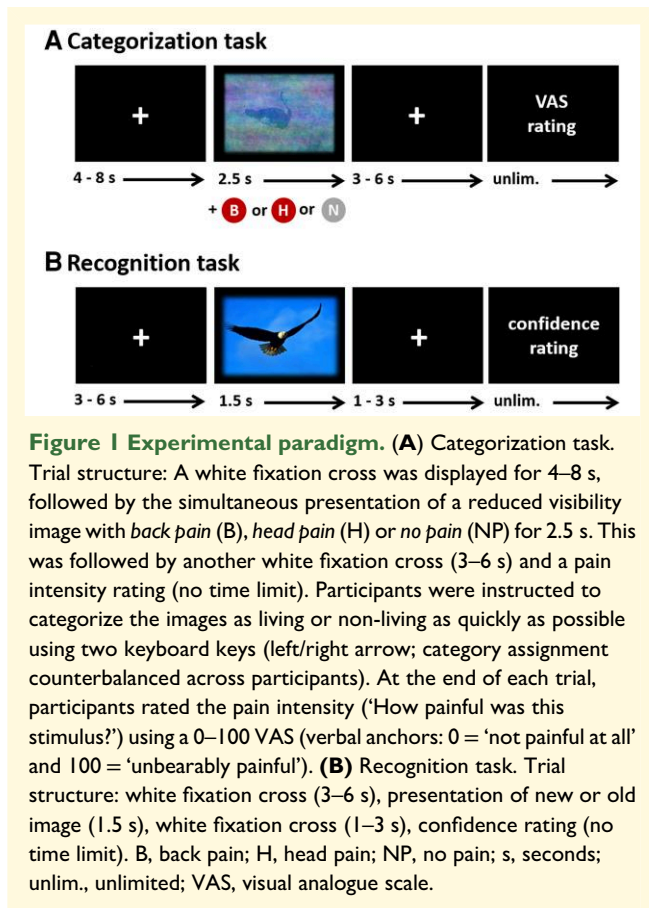 A Categorization task
+
+
VAS
rating
4 - 8 s
2.5 s
3 - 6 s
unlim.
+ B or H or N
B Recognition task
+
+
confidence
rating
3 - 6 s
1.5 s
1 - 3 s
unlim.
Figure 1 Experimental paradigm. (A) Categorization task.
Trial structure: A white fixation cross was displayed for 4–8 s,
followed by the simultaneous presentation of a reduced visibility
image with back pain (B), head pain (H) or no pain (NP) for 2.5 s. This
was followed by another white fixation cross (3–6 s) and a pain
intensity rating (no time limit). Participants were instructed to
categorize the images as living or non-living as quickly as possible
using two keyboard keys (left/right arrow; category assignment
counterbalanced across participants). At the end of each trial,
participants rated the pain intensity (‘How painful was this
stimulus?’) using a 0–100 VAS (verbal anchors: 0 = ‘not painful at all’
and 100 = ‘unbearably painful’). (B) Recognition task. Trial
structure: white fixation cross (3–6 s), presentation of new or old
image (1.5 s), white fixation cross (1–3 s), confidence rating (no
time limit). B, back pain; H, head pain; NP, no pain; s, seconds;
unlim., unlimited; VAS, visual analogue scale.